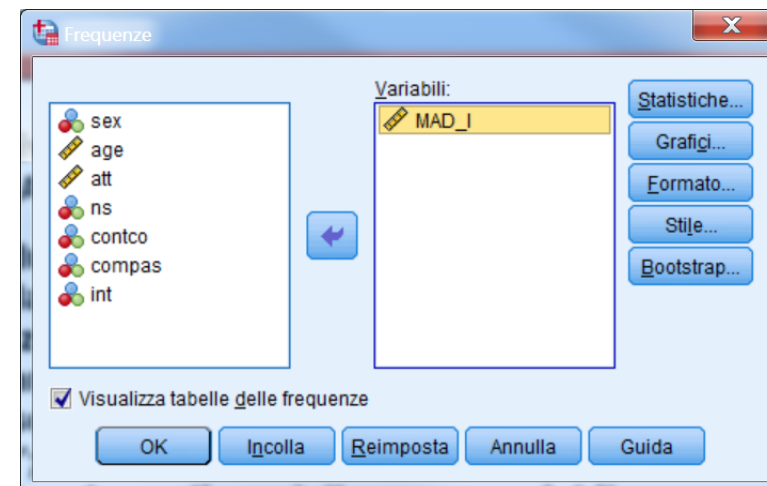 Frequenze
Variabili:
sex
age
att
ns
contco
compas
int
MAD_I
Statistiche...
Grafici...
Formato...
Stile...
Bootstrap...
Visualizza tabelle delle frequenze
OK Incolla Reimposta Annulla Guida